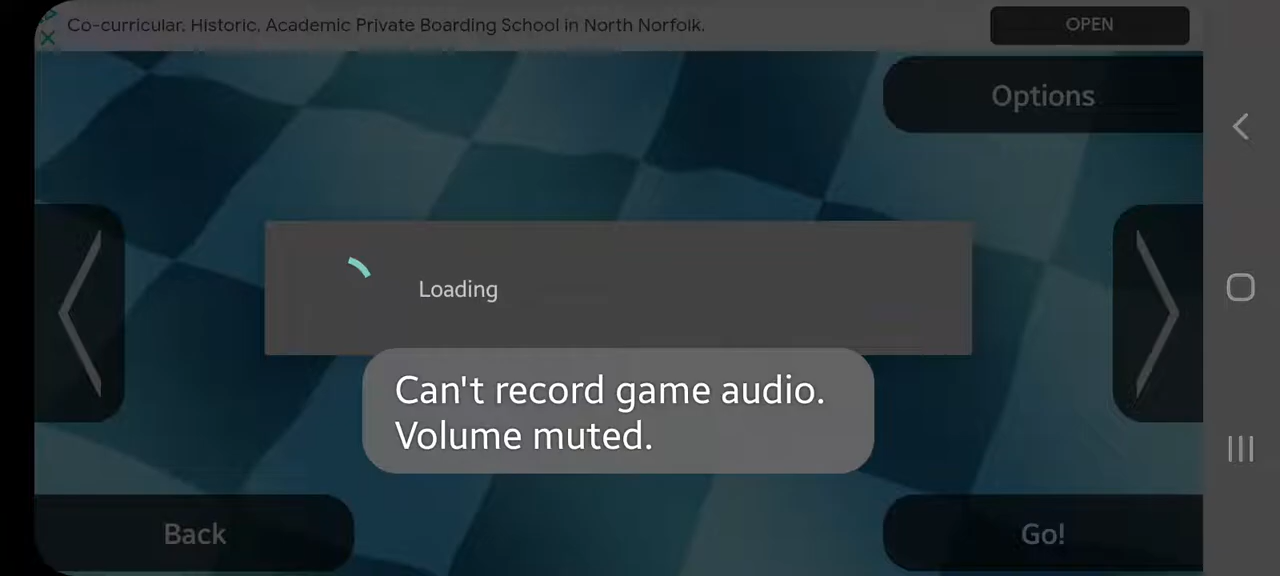 Co-curricular, Historic, Academic Private Boarding School in North Norfolk.
OPEN
Options
Loading
Can't record game audio.
Volume muted.
Back
Go!